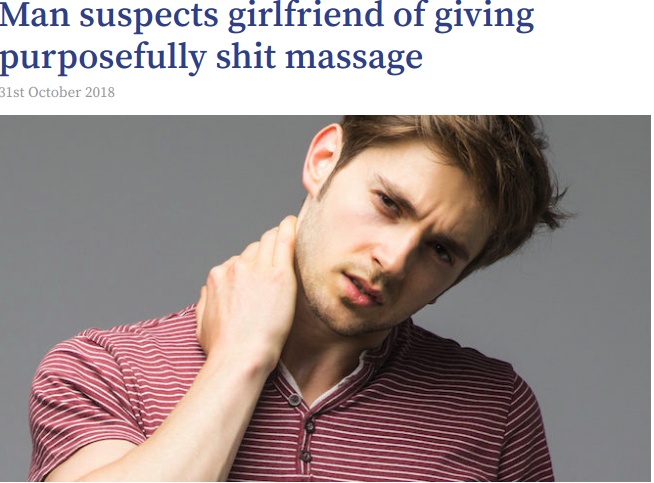 Man suspects girlfriend of giving
purposefully shit massage
31st October 2018